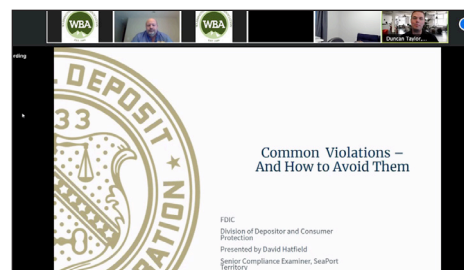 WBA
WBA
Duncan Taylor,...
rding
DEPOSIT
33
RATION
Common Violations –
And How to Avoid Them
FDIC
Division of Depositor and Consumer
Protection
Presented by David Hatfield
Senior Compliance Examiner, SeaPort
Territory